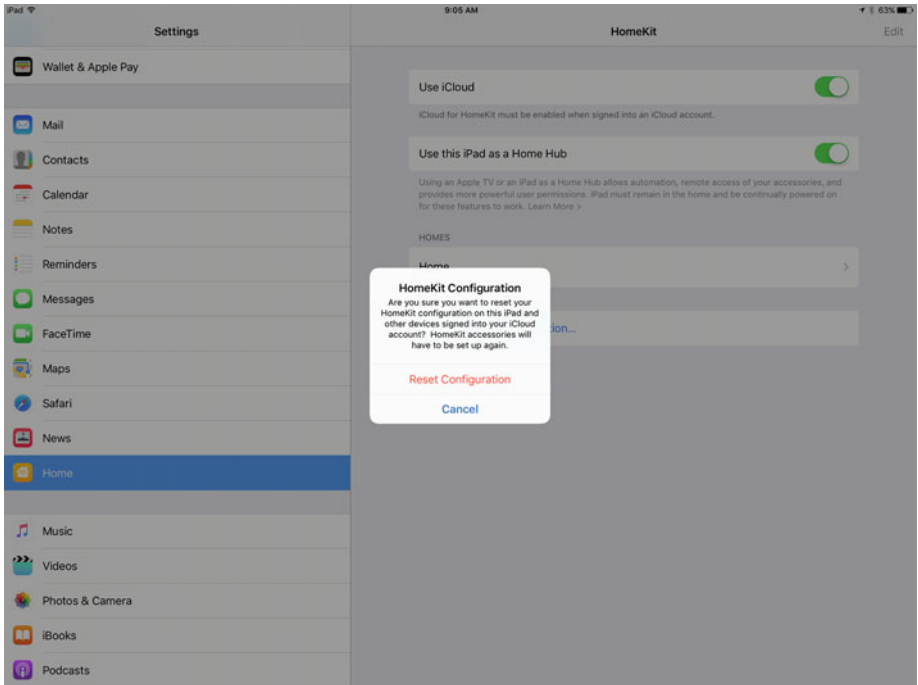 iPad
9:05 AM
63%
Settings
HomeKit
Edit
Wallet & Apple Pay
Mail
Contacts
Calendar
Notes
Reminders
Messages
FaceTime
Maps
Safari
News
Home
Music
Videos
Photos & Camera
iBooks
Podcasts
Use iCloud
iCloud for HomeKit must be enabled when signed into an iCloud account.
Use this iPad as a Home Hub
Using an Apple TV or an iPad as a Home Hub allows automation, remote access of your accessories, and
provides more powerful user permissions. iPad must remain in the home and be continually powered on
for these features to work. Learn More >
HOMES
Home
ion...
HomeKit Configuration
Are you sure you want to reset your
HomeKit configuration on this iPad and
other devices signed into your iCloud
account? HomeKit accessories will
have to be set up again.
Reset Configuration
Cancel